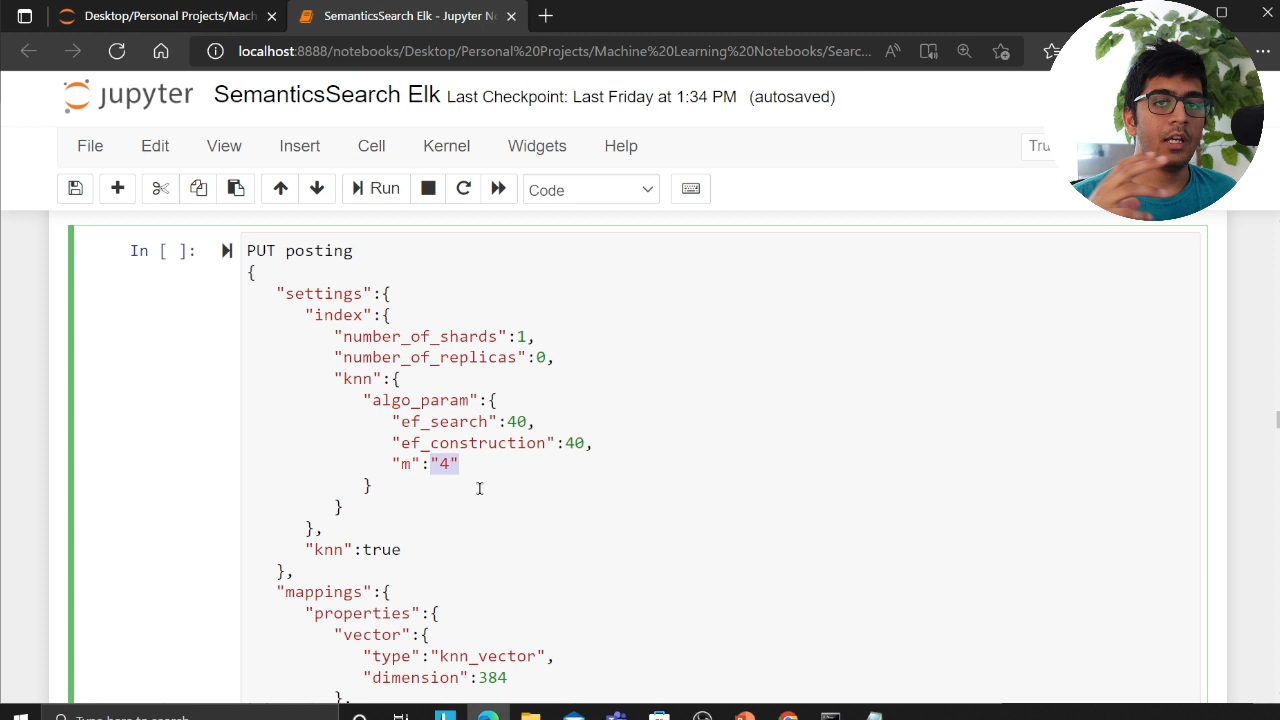 Desktop/Personal Projects/Mach
SemanticsSearch Elk - Jupyter N
localhost:8888/notebooks/Desktop/Personal%20Projects/Machine%20Learning%20Notebooks/Searc...
jupyter SemanticsSearch Elk Last Checkpoint: Last Friday at 1:34 PM (autosaved)
File Edit View Insert Cell Kernel Widgets Help
Run Code
In [ ]: PUT posting
{
"settings":{
"index":{
"number_of_shards":1,
"number_of_replicas":0,
"knn":{
"algo_param":{
"ef_search":40,
"ef_construction":40,
"m":"4"
}
}
},
"knn":true
},
"mappings":{
"properties":{
"vector":{
"type":"knn_vector",
"dimension":384
},